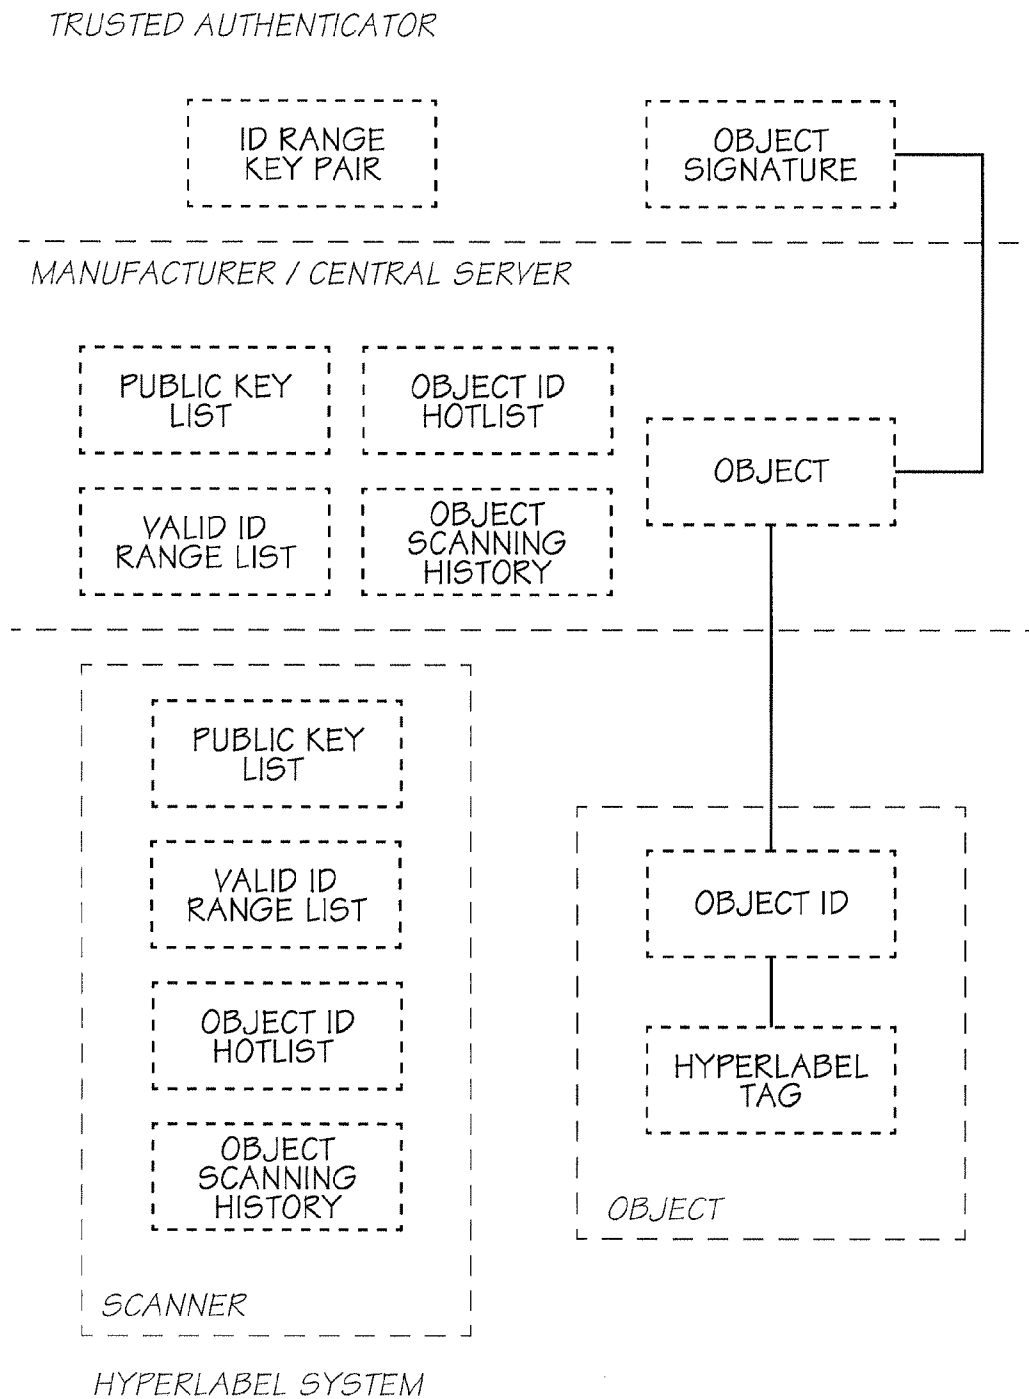 TRUSTED AUTHENTICATOR
ID RANGE
KEY PAIR
OBJECT
SIGNATURE
MANUFACTURER / CENTRAL SERVER
PUBLIC KEY
LIST
OBJECT ID
HOTLIST
OBJECT
VALID ID
RANGE LIST
OBJECT
SCANNING
HISTORY
PUBLIC KEY
LIST
VALID ID
RANGE LIST
OBJECT ID
HOTLIST
OBJECT
SCANNING
HISTORY
SCANNER
OBJECT ID
HYPERLABEL
TAG
OBJECT
HYPERLABEL SYSTEM